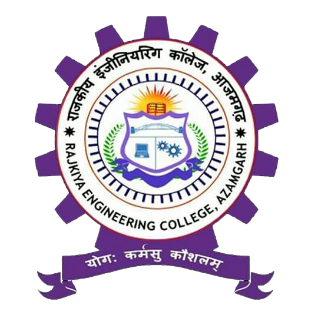 राजकीय इंजीनियरिंग कॉलेज, आजमगढ़
RAJKIYA ENGINEERING COLLEGE, AZAMGARH
योग: कर्मसु कौशलम्